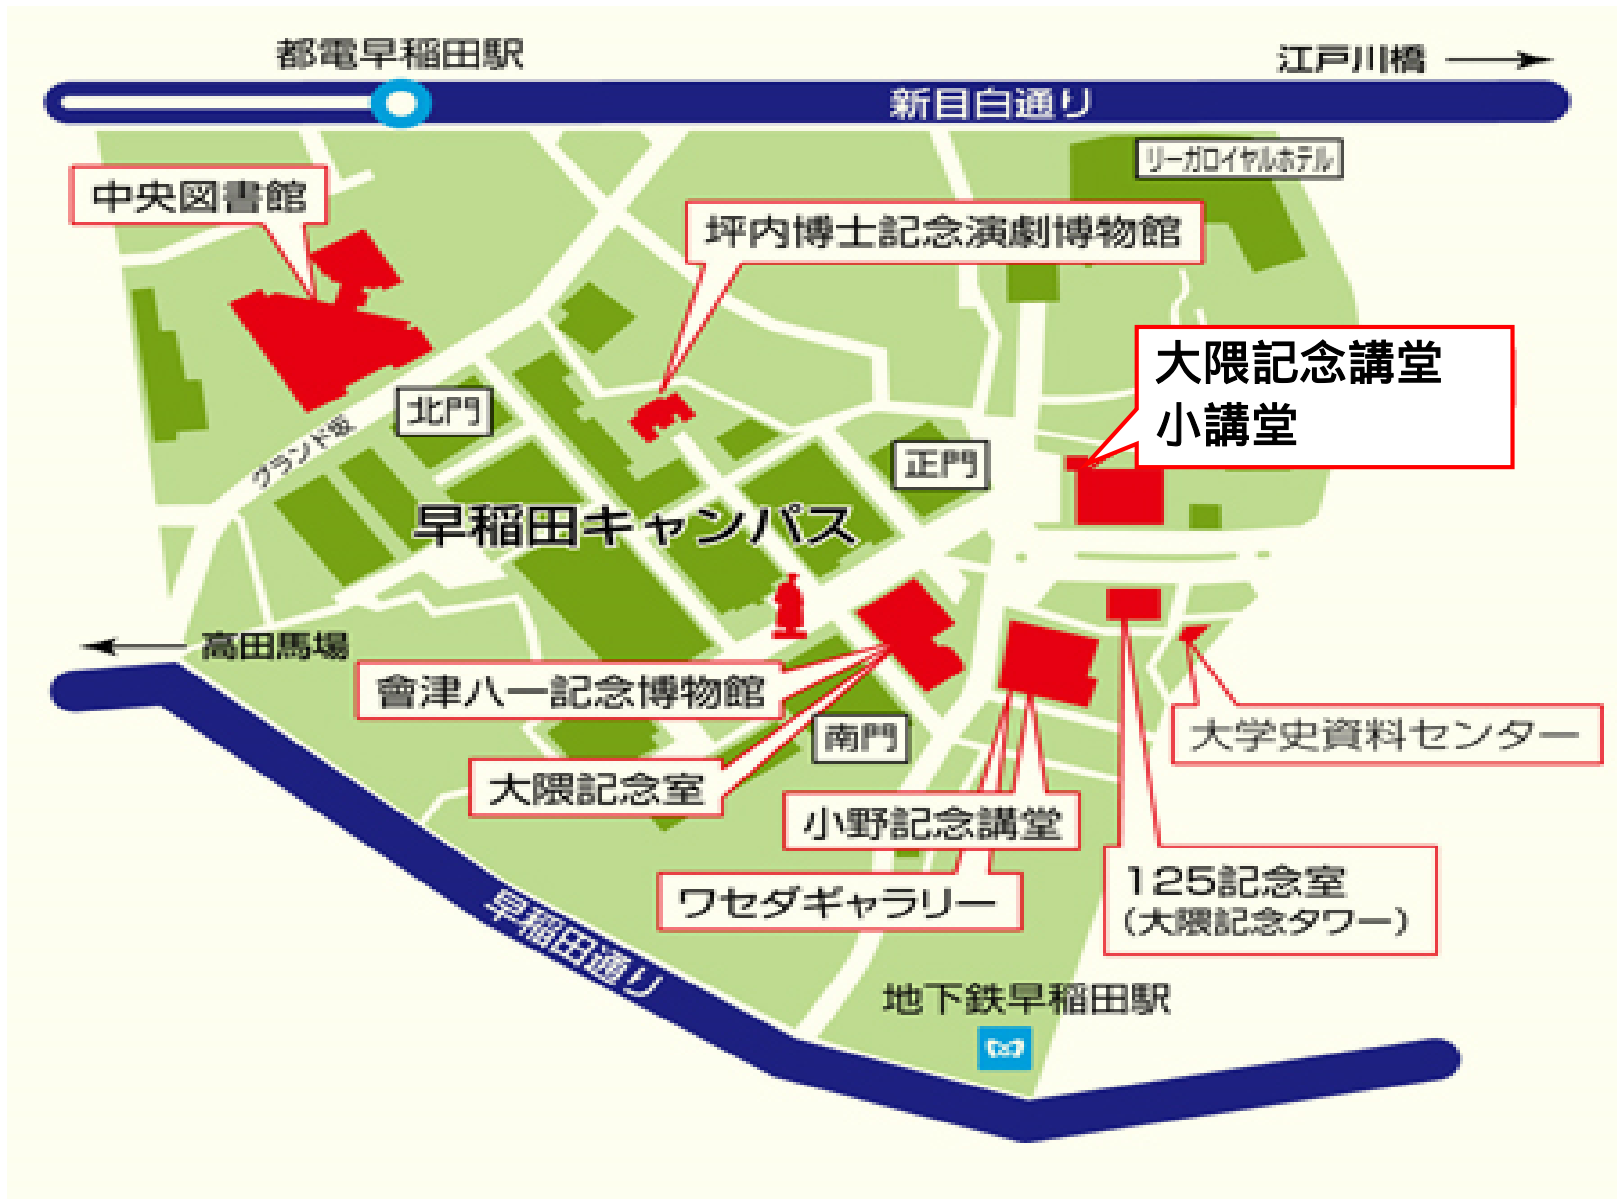 都電早稲田駅
江戸川橋
新目白通り
リーガロイヤルホテル
中央図書館
坪内博士記念演劇博物館
大隈記念講堂
小講堂
北門
グランド坂
正門
早稲田キャンパス
高田馬場
會津八一記念博物館
南門
大学史資料センター
大隈記念室
小野記念講堂
125記念室
(大隈記念タワー)
ワセダギャラリー
早稲田通り
地下鉄早稲田駅